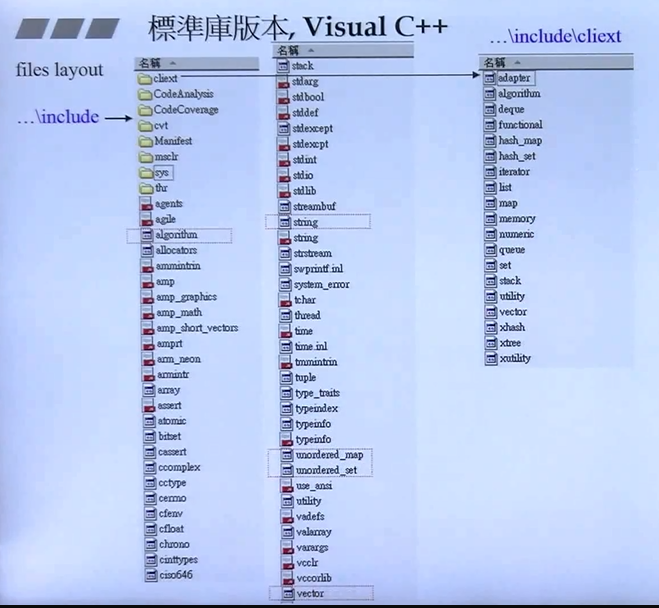 標準庫版本, Visual C++
files layout
...\include
名稱
cliext
CodeAnalysis
CodeCoverage
cvt
Manifest
msclr
sys
thr
agents
agile
algorithm
allocators
ammintrin
amp
amp_graphics
amp_math
amp_short_vectors
amprt
arm_neon
armintr
array
assert
atomic
bitset
cassert
ccomplex
cctype
cerrno
cfenv
cfloat
chrono
cinttypes
ciso646
名稱
stack
stdarg
stdbool
stddef
stdexcept
stdexcpt
stdint
stdio
stdlib
streambuf
string
string
strstream
swprintf.inl
system_error
tchar
thread
time
time.inl
tmmintrin
tuple
type_traits
typeindex
typeinfo
typeinfo
unordered_map
unordered_set
use_ansi
utility
vadefs
valarray
varargs
vcclr
vccorlib
vector
...\include\cliext
名稱
adapter
algorithm
deque
functional
hash_map
hash_set
iterator
list
map
memory
numeric
queue
set
stack
utility
vector
xhash
xtree
xutility